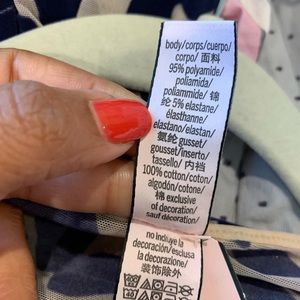 body/corps/cuerpo/
corpo/ 面料
95% polyamide/
poliamida/
poliammide/ 锦
纶 5% elastane/
élasthanne/
elastano/elastan/
氨纶 gusset/
gousset/inserto/
tassello/ 内裆
100% cotton/coton/
algodón/cotone/
棉 exclusive
of decoration/
sauf décoration/
no incluye la
decoración/esclusa
la decorazione/
装饰除外